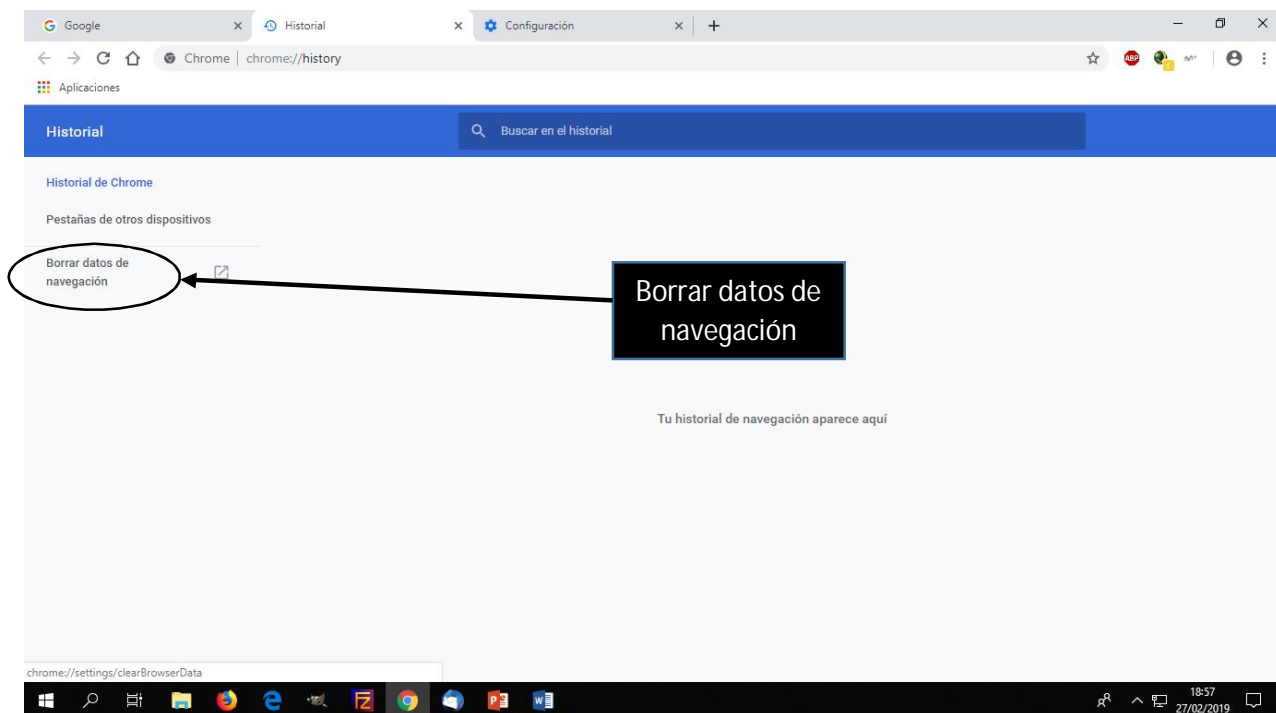 Google
Historial
Configuración
Chrome | chrome://history
ABP
Aplicaciones
Historial
Buscar en el historial
Historial de Chrome
Pestañas de otros dispositivos
Borrar datos de
navegación
Borrar datos de
navegación
Tu historial de navegación aparece aquí
chrome://settings/clearBrowserData
18:57
27/02/2019